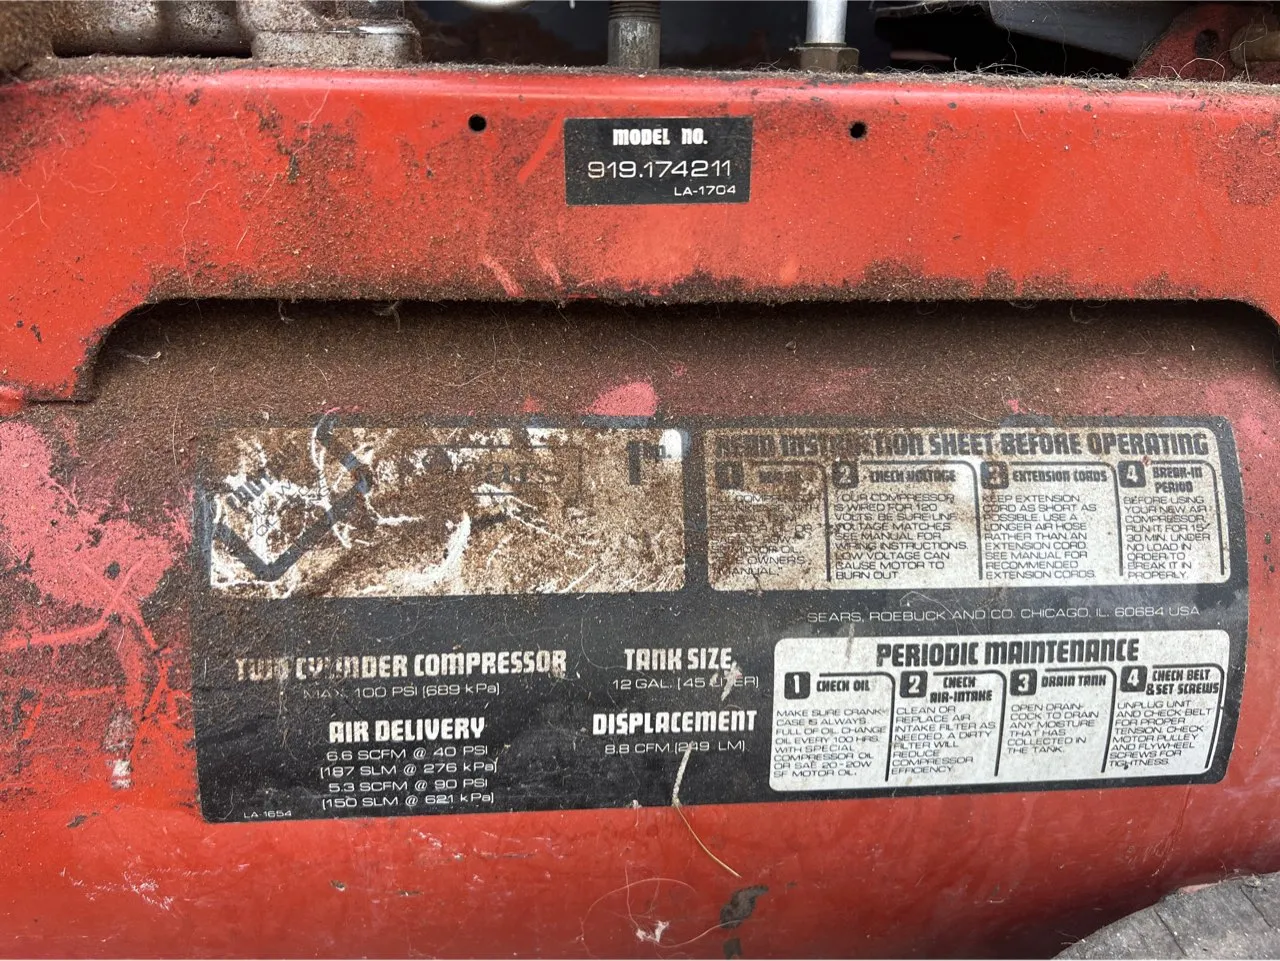 MODEL NO.
919.174211
LA-1704
READ INSTRUCTION SHEET BEFORE OPERATING
2 CHECK VOLTAGE
YOUR COMPRESSOR
IS WIRED FOR 120
VOLTS. BE SURE LINE
VOLTAGE MATCHES.
SEE MANUAL FOR
WIRING INSTRUCTIONS.
LOW VOLTAGE CAN
CAUSE MOTOR TO
BURN OUT
3 EXTENSION CORDS
KEEP EXTENSION
CORD AS SHORT AS
POSSIBLE. USE A
LONGER AIR HOSE
RATHER THAN AN
EXTENSION CORD.
SEE MANUAL FOR
RECOMMENDED
EXTENSION CORDS.
4 BREAK-IN
PERIOD
BEFORE USING
YOUR NEW AIR
COMPRESSOR,
RUN IT FOR 15/
30 MIN. UNDER
NO LOAD IN
ORDER TO
BREAK IT IN
PROPERLY.
SEARS, ROEBUCK AND CO. CHICAGO, IL. 60684 USA
TWO CYLINDER COMPRESSOR
MAX. 100 PSI (689 kPa)
AIR DELIVERY
6.6 SCFM @ 40 PSI
(187 SLM @ 276 kPa)
5.3 SCFM @ 90 PSI
(150 SLM @ 621 kPa)
LA-1654
TANK SIZE
12 GAL. (45 LITER)
DISPLACEMENT
8.8 CFM (249 LM)
PERIODIC MAINTENANCE
1 CHECK OIL
MAKE SURE CRANK-
CASE IS ALWAYS
FULL OF OIL. CHANGE
OIL EVERY 100 HRS.
WITH SPECIAL
COMPRESSOR OIL
OR SAE 20-20W
SF MOTOR OIL.
2 CHECK
AIR-INTAKE
CLEAN OR
REPLACE AIR
INTAKE FILTER AS
NEEDED. A DIRTY
FILTER WILL
REDUCE
COMPRESSOR
EFFICIENCY.
3 DRAIN TANK
OPEN DRAIN-
COCK TO DRAIN
ANY MOISTURE
THAT HAS
COLLECTED IN
THE TANK.
4 CHECK BELT
& SET SCREWS
UNPLUG UNIT
AND CHECK BELT
FOR PROPER
TENSION. CHECK
MOTOR PULLEY
AND FLYWHEEL
SCREWS FOR
TIGHTNESS.